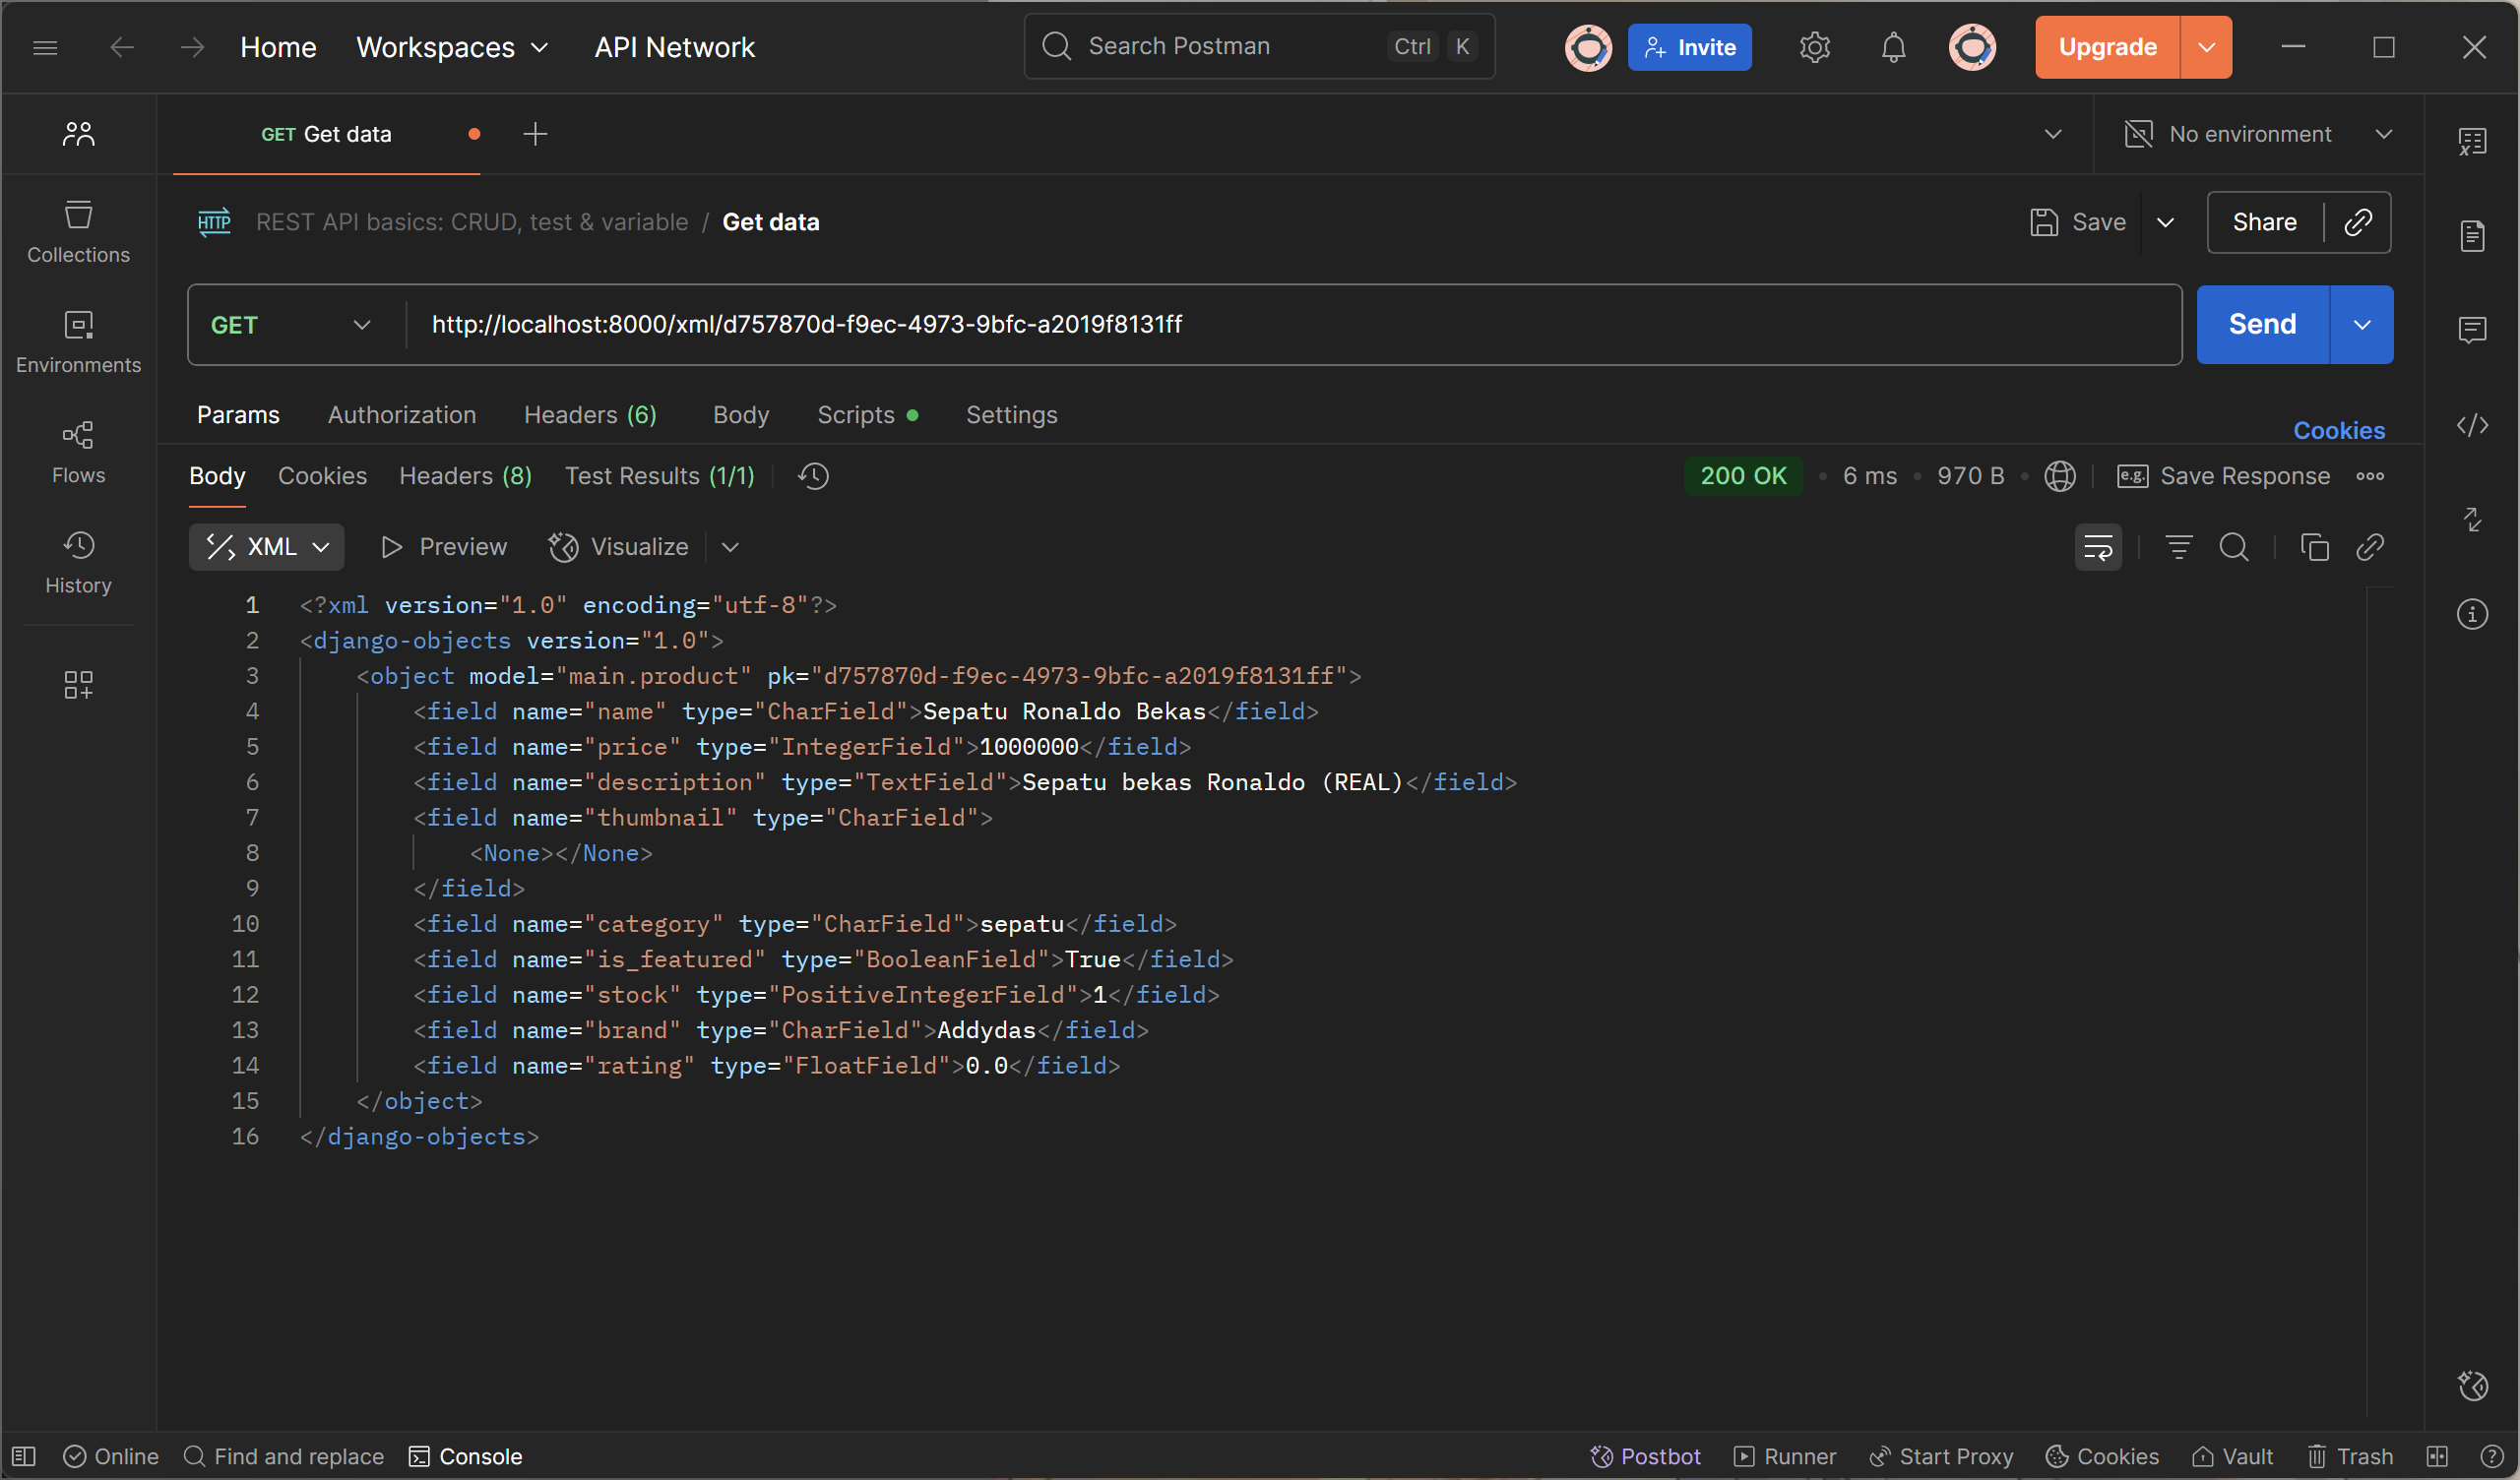 Home Workspaces API Network Search Postman Ctrl K Invite Upgrade
GET Get data No environment
HTTP REST API basics: CRUD, test & variable / Get data Save Share
GET http://localhost:8000/xml/d757870d-f9ec-4973-9bfc-a2019f8131ff Send
Collections
Environments
Flows
History
Params Authorization Headers (6) Body Scripts Settings Cookies
Body Cookies Headers (8) Test Results (1/1) 200 OK 6 ms 970 B e.g. Save Response
XML Preview Visualize
1 <?xml version="1.0" encoding="utf-8"?>
2 <django-objects version="1.0">
3 <object model="main.product" pk="d757870d-f9ec-4973-9bfc-a2019f8131ff">
4 <field name="name" type="CharField">Sepatu Ronaldo Bekas</field>
5 <field name="price" type="IntegerField">1000000</field>
6 <field name="description" type="TextField">Sepatu bekas Ronaldo (REAL)</field>
7 <field name="thumbnail" type="CharField">
8 <None></None>
9 </field>
10 <field name="category" type="CharField">sepatu</field>
11 <field name="is_featured" type="BooleanField">True</field>
12 <field name="stock" type="PositiveIntegerField">1</field>
13 <field name="brand" type="CharField">Addydas</field>
14 <field name="rating" type="FloatField">0.0</field>
15 </object>
16 </django-objects>
Online Find and replace Console Postbot Runner Start Proxy Cookies Vault Trash